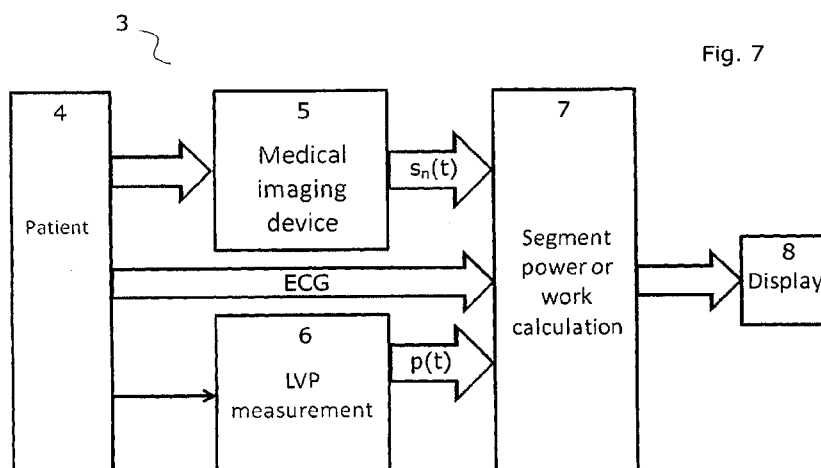 3
Fig. 7
4
Patient
5
Medical
imaging
device
sₙ(t)
ECG
6
LVP
measurement
p(t)
7
Segment
power or
work
calculation
8
Display